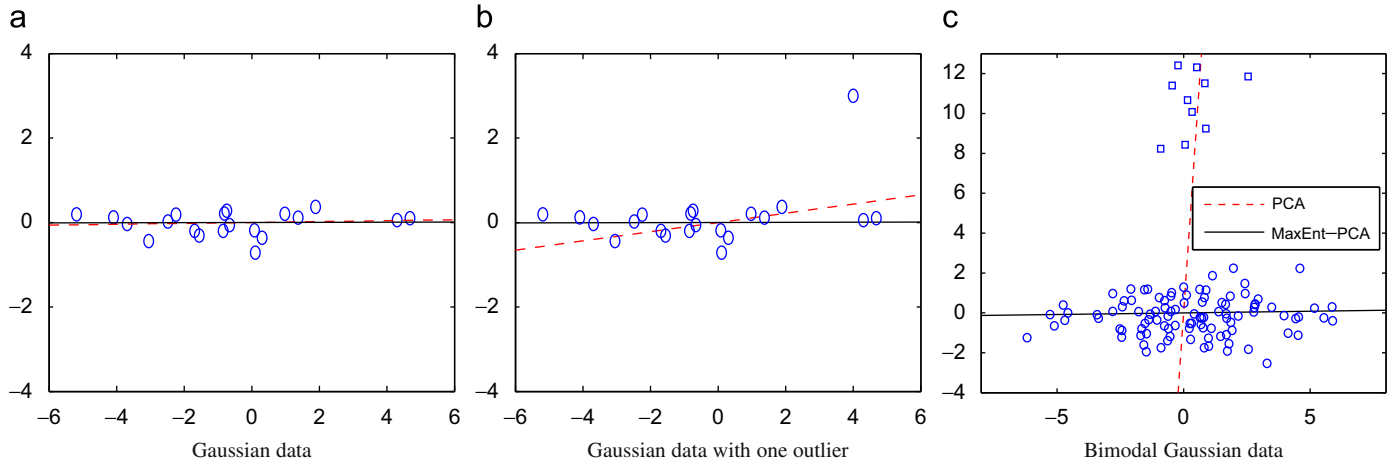 a
4
2
0
−2
−4
−6 −4 −2 0 2 4 6
Gaussian data
b
4
2
0
−2
−4
−6 −4 −2 0 2 4 6
Gaussian data with one outlier
c
12
10
8
6
4
2
0
−2
−4
−5 0 5
PCA
MaxEnt−PCA
Bimodal Gaussian data